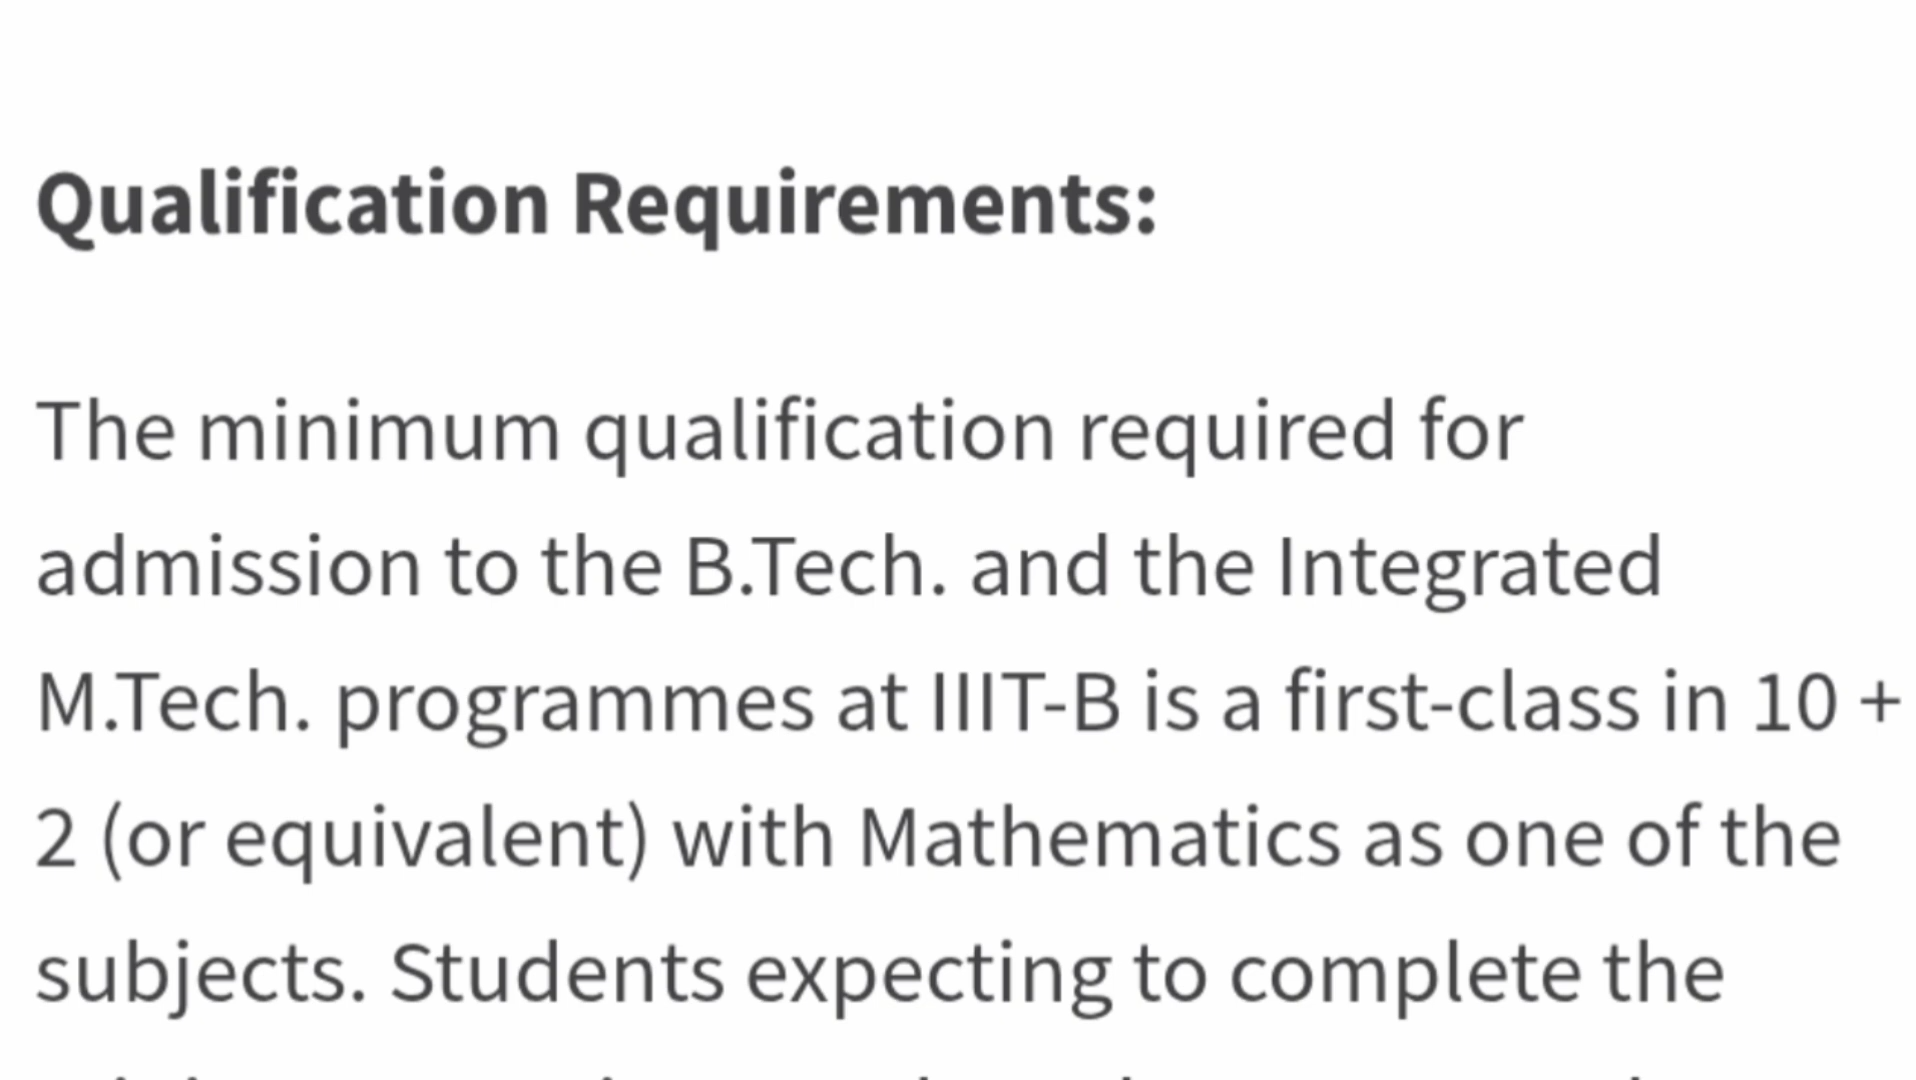 Qualification Requirements:
The minimum qualification required for
admission to the B.Tech. and the Integrated
M.Tech. programmes at IIIT-B is a first-class in 10 +
2 (or equivalent) with Mathematics as one of the
subjects. Students expecting to complete the